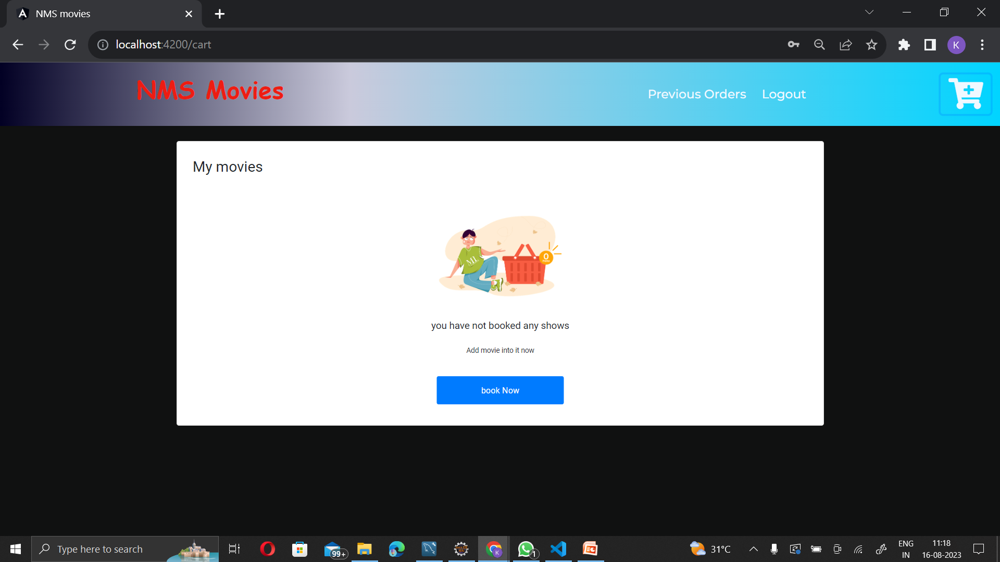 NMS movies
localhost:4200/cart
K
NMS Movies
Previous Orders
Logout
My movies
ML
0
you have not booked any shows
Add movie into it now
book Now
Type here to search
99+
K
1
31°C
ENG
IN
11:18
16-08-2023